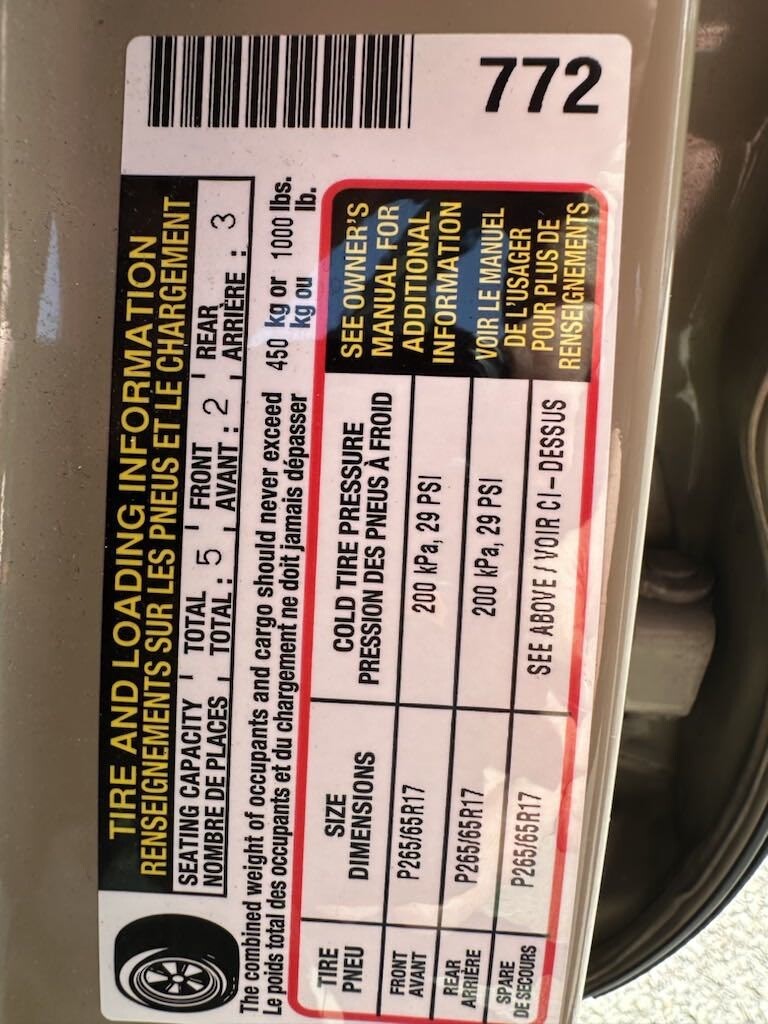 772
TIRE AND LOADING INFORMATION
RENSEIGNEMENTS SUR LES PNEUS ET LE CHARGEMENT
SEATING CAPACITY TOTAL FRONT REAR
NOMBRE DE PLACES TOTAL : 5 AVANT : 2 ARRIÈRE : 3
The combined weight of occupants and cargo should never exceed 450 kg or 1000 lbs.
Le poids total des occupants et du chargement ne doit jamais dépasser kg ou lb.
TIRE SIZE COLD TIRE PRESSURE
PNEU DIMENSIONS PRESSION DES PNEUS À FROID
FRONT
AVANT P265/65R17 200 kPa, 29 PSI
REAR
ARRIÈRE P265/65R17 200 kPa, 29 PSI
SPARE
DE SECOURS P265/65R17 SEE ABOVE / VOIR CI-DESSUS
SEE OWNER'S
MANUAL FOR
ADDITIONAL
INFORMATION
VOIR LE MANUEL
DE L'USAGER
POUR PLUS DE
RENSEIGNEMENTS